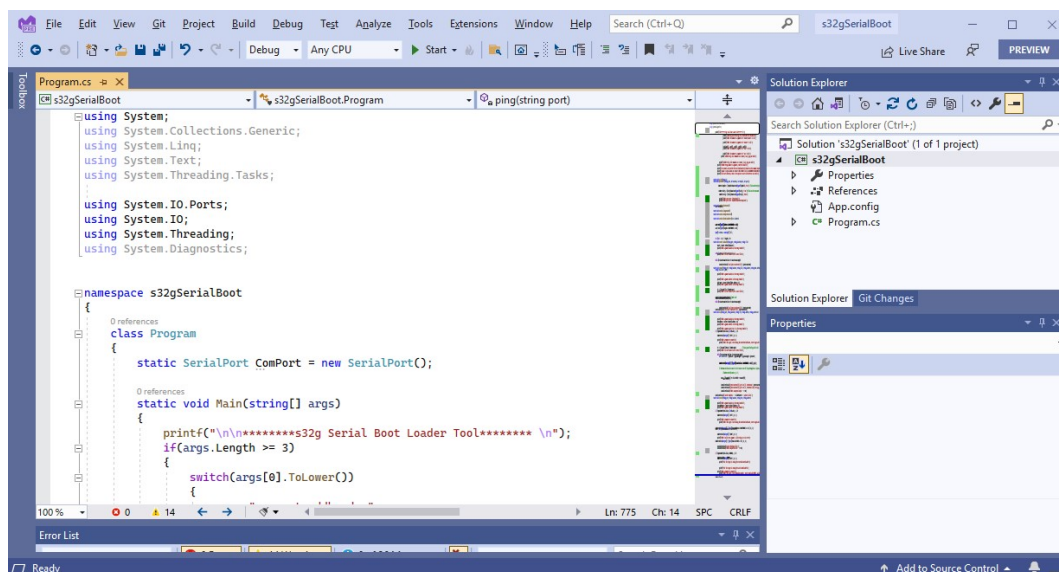 File Edit View Git Project Build Debug Test Analyze Tools Extensions Window Help Search (Ctrl+Q) s32gSerialBoot
Debug Any CPU Start Live Share PREVIEW
Toolbox
Program.cs
C# s32gSerialBoot s32gSerialBoot.Program ping(string port)
using System;
using System.Collections.Generic;
using System.Linq;
using System.Text;
using System.Threading.Tasks;
using System.IO.Ports;
using System.IO;
using System.Threading;
using System.Diagnostics;
namespace s32gSerialBoot
{
0 references
class Program
{
static SerialPort ComPort = new SerialPort();
0 references
static void Main(string[] args)
{
printf("\n\n********s32g Serial Boot Loader Tool******** \n");
if(args.Length >= 3)
{
switch(args[0].ToLower())
{
100 % 0 14 Ln: 775 Ch: 14 SPC CRLF
Error List
Ready Add to Source Control
Solution Explorer
Search Solution Explorer (Ctrl+;)
Solution 's32gSerialBoot' (1 of 1 project)
C# s32gSerialBoot
Properties
References
App.config
C# Program.cs
Solution Explorer Git Changes
Properties